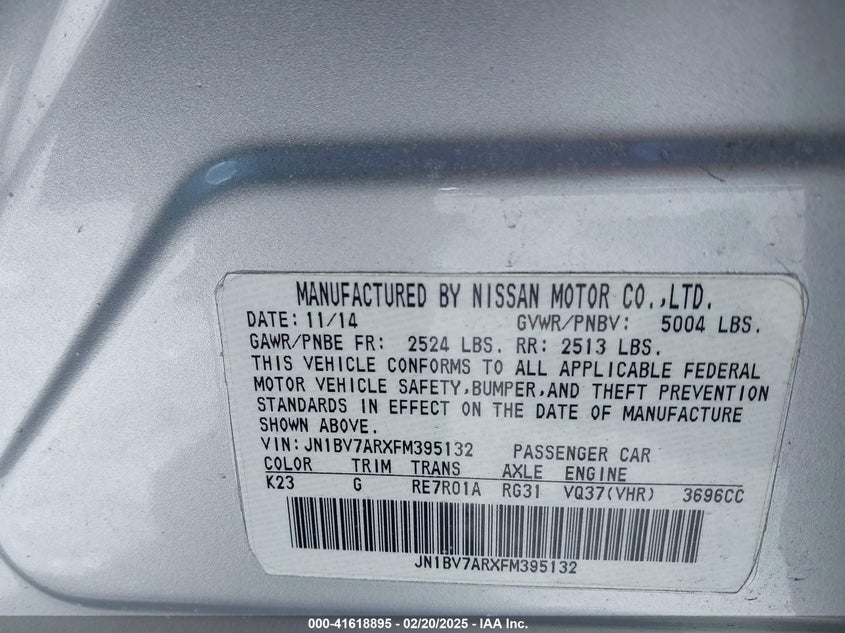 MANUFACTURED BY NISSAN MOTOR CO.,LTD.
DATE: 11/14 GVWR/PNBV: 5004 LBS.
GAWR/PNBE FR: 2524 LBS. RR: 2513 LBS.
THIS VEHICLE CONFORMS TO ALL APPLICABLE FEDERAL
MOTOR VEHICLE SAFETY,BUMPER,AND THEFT PREVENTION
STANDARDS IN EFFECT ON THE DATE OF MANUFACTURE
SHOWN ABOVE.
VIN: JN1BV7ARXFM395132 PASSENGER CAR
COLOR TRIM TRANS AXLE ENGINE
K23 G RE7R01A RG31 VQ37(VHR) 3696CC
JN1BV7ARXFM395132
000-41618895 - 02/20/2025 - IAA Inc.